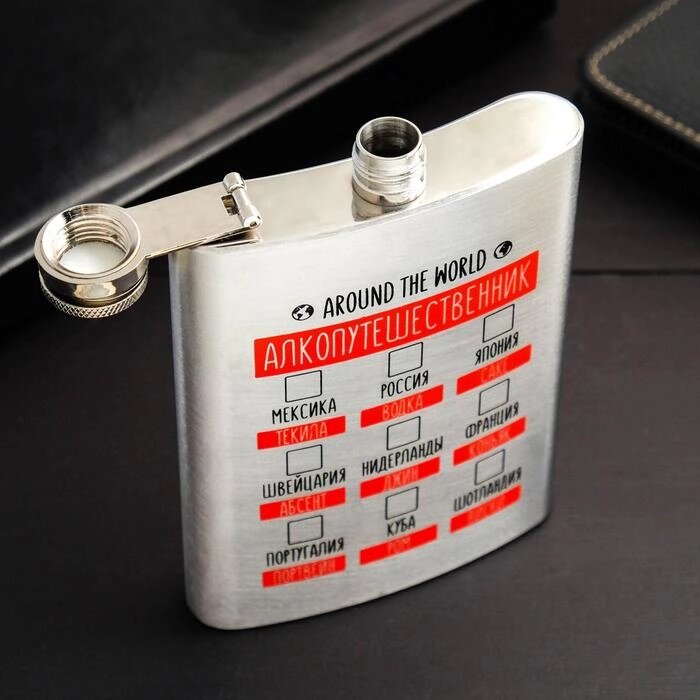 AROUND THE WORLD
АЛКОПУТЕШЕСТВЕННИК
МЕКСИКА РОССИЯ ЯПОНИЯ
ТЕКИЛА ВОДКА САКЕ
ШВЕЙЦАРИЯ НИДЕРЛАНДЫ ФРАНЦИЯ
АБСЕНТ ДЖИН КОНЬЯК
ПОРТУГАЛИЯ КУБА ШОТЛАНДИЯ
ПОРТВЕЙН РОМ ВИСКИ